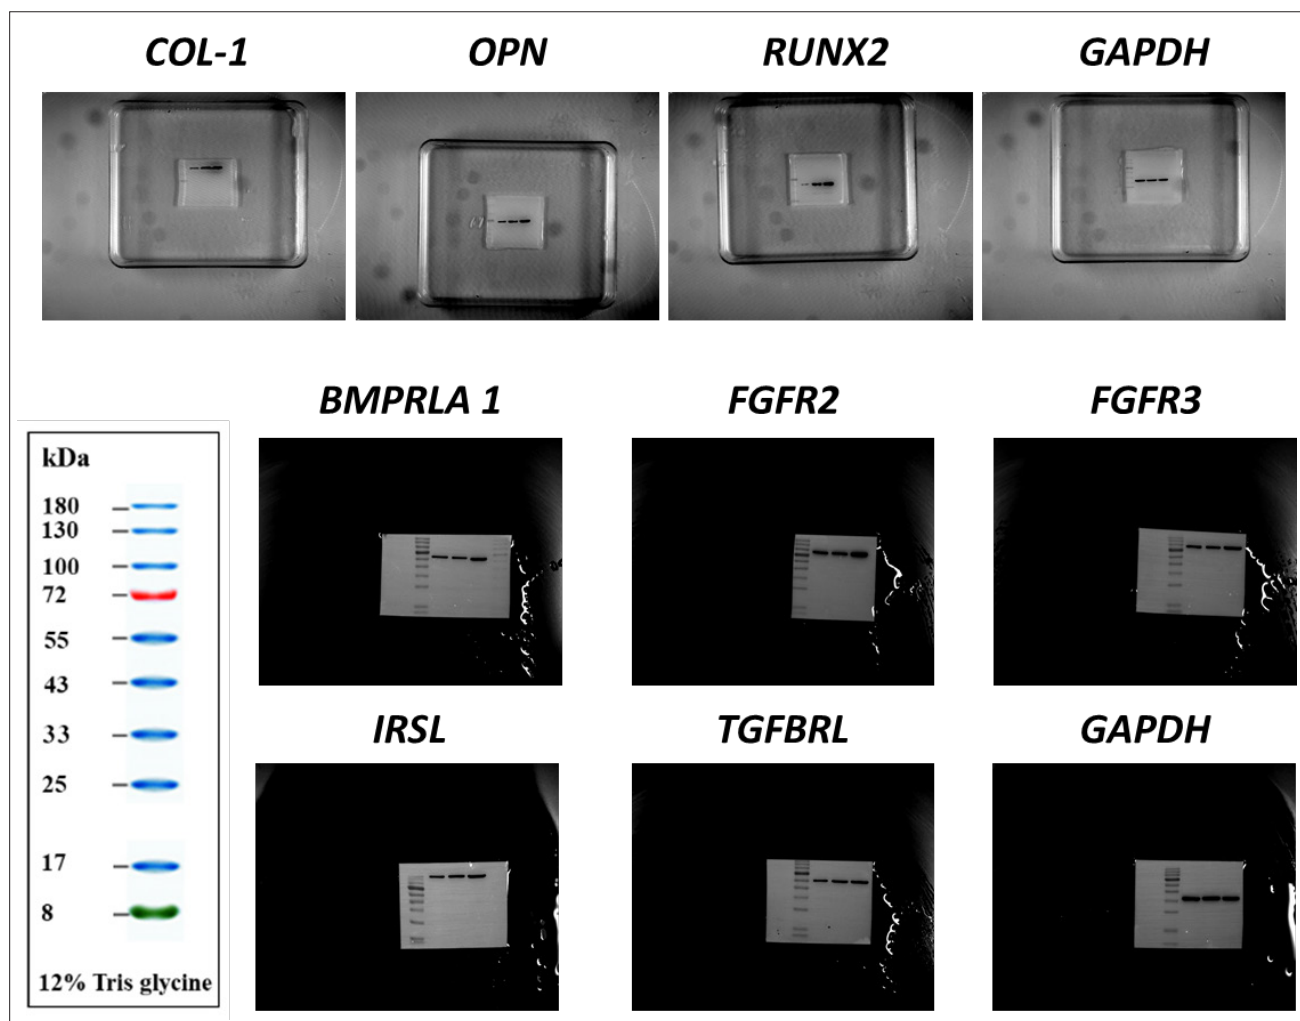 COL-1
OPN
RUNX2
GAPDH
BMPRLA 1
FGFR2
FGFR3
kDa
180
130
100
72
55
43
33
25
17
8
12% Tris glycine
IRSL
TGFBRL
GAPDH